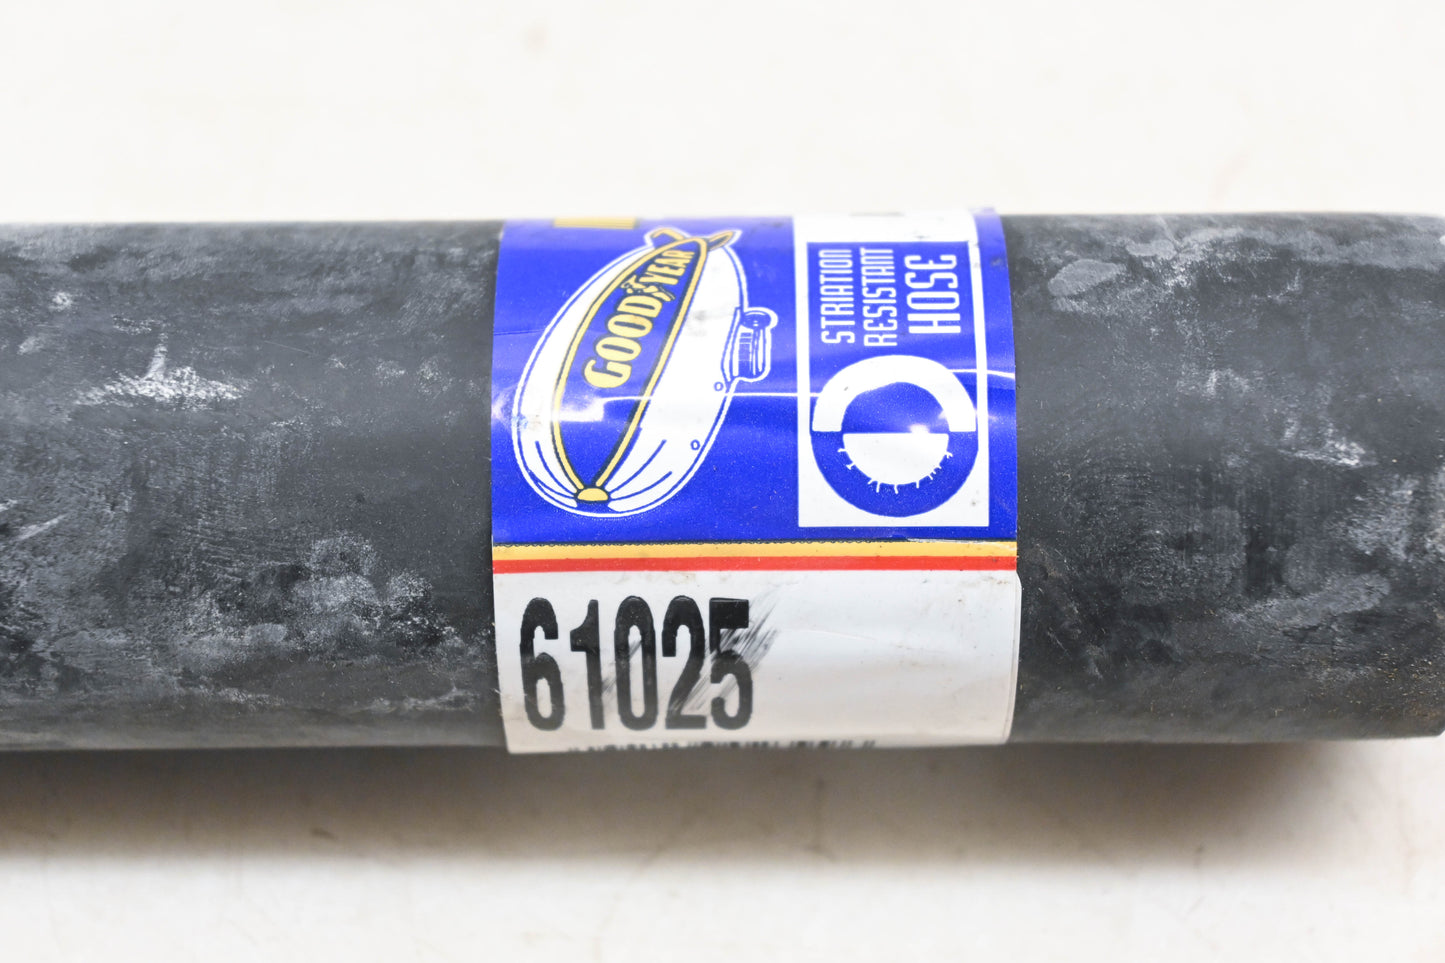 GOODYEAR
STRIATION
RESISTANT
HOSE
61025